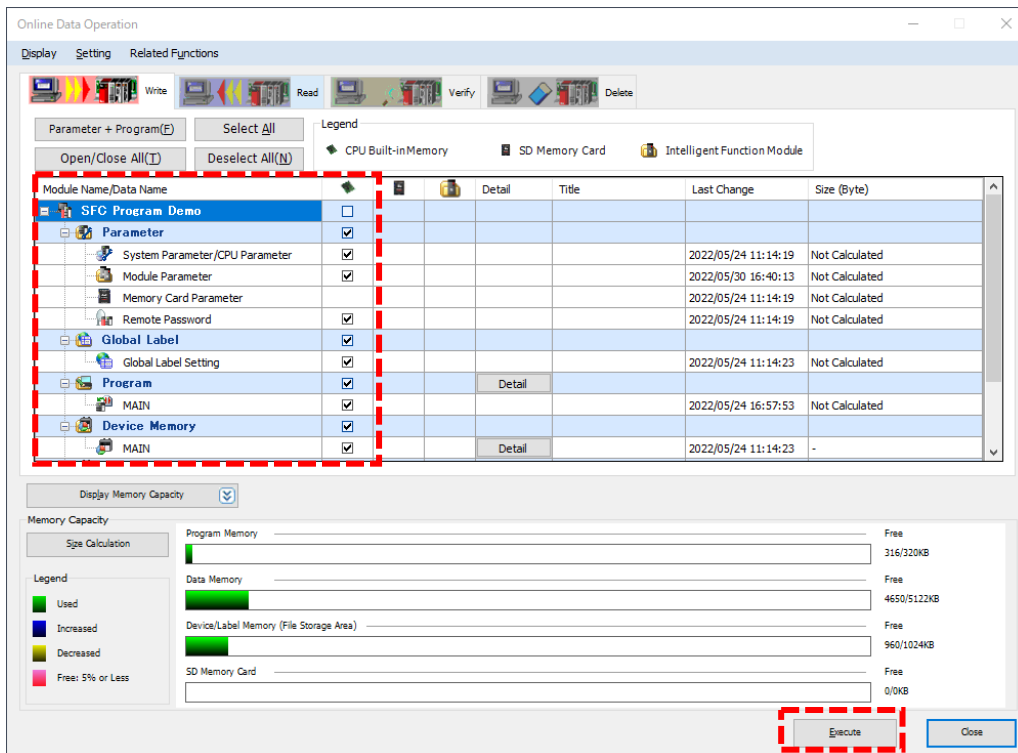 Online Data Operation
Display Setting Related Functions
Write Read Verify Delete
Parameter + Program(F) Select All Legend
CPU Built-in Memory SD Memory Card Intelligent Function Module
Open/Close All(T) Deselect All(N)
Module Name/Data Name Detail Title Last Change Size (Byte)
SFC Program Demo
Parameter
System Parameter/CPU Parameter 2022/05/24 11:14:19 Not Calculated
Module Parameter 2022/05/30 16:40:13 Not Calculated
Memory Card Parameter 2022/05/24 11:14:19 Not Calculated
Remote Password 2022/05/24 11:14:19 Not Calculated
Global Label
Global Label Setting 2022/05/24 11:14:23 Not Calculated
Program Detail
MAIN 2022/05/24 16:57:53 Not Calculated
Device Memory
MAIN Detail 2022/05/24 11:14:23 -
Display Memory Capacity
Memory Capacity
Size Calculation
Program Memory Free
316/320KB
Legend
Data Memory Free
Used
4650/5122KB
Increased
Device/Label Memory (File Storage Area) Free
Decreased
960/1024KB
Free: 5% or Less
SD Memory Card Free
0/0KB
Execute Close